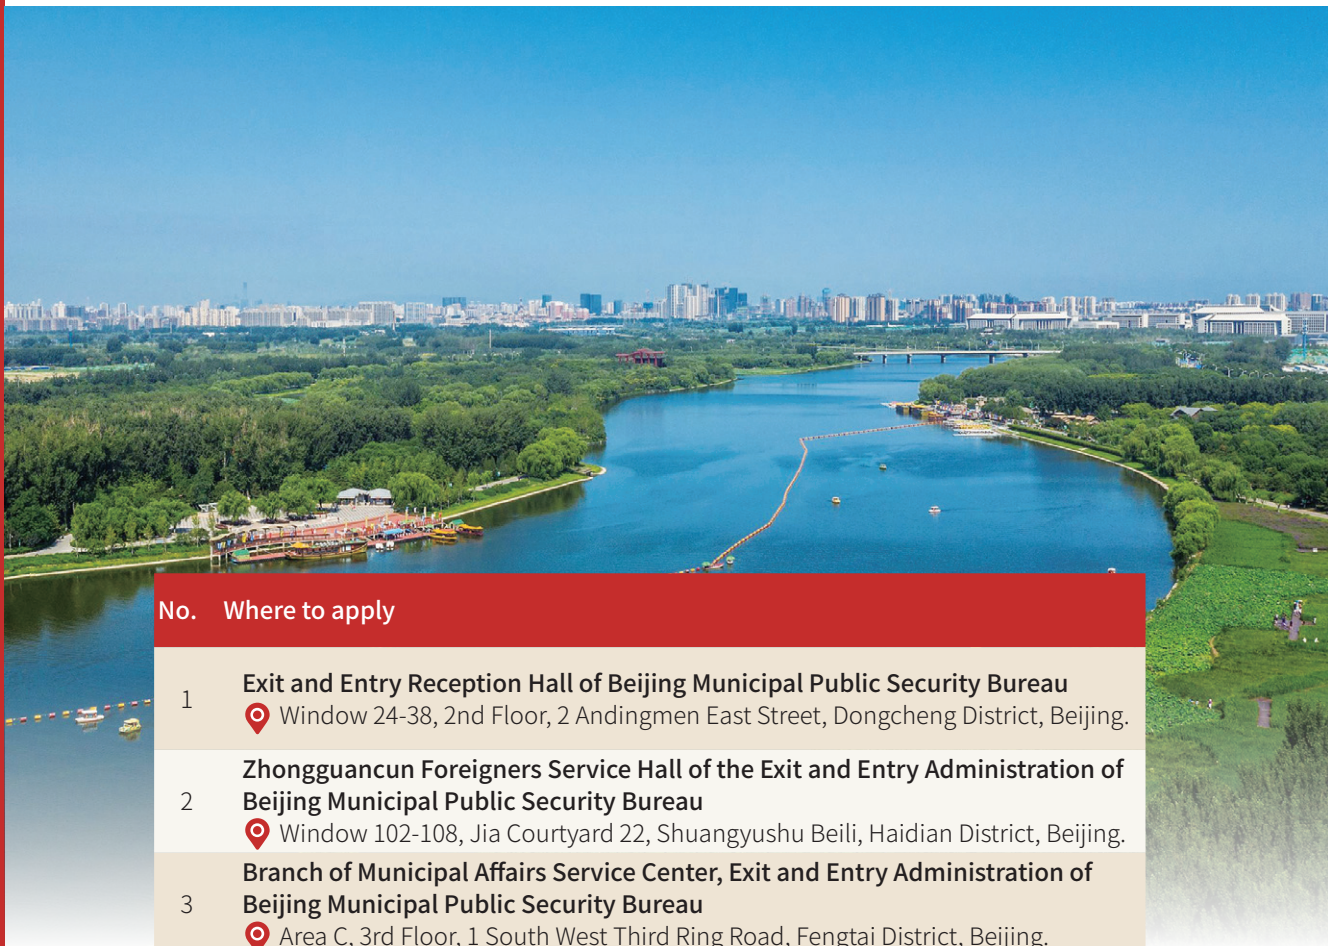 No. Where to apply
1
Exit and Entry Reception Hall of Beijing Municipal Public Security Bureau
Window 24-38, 2nd Floor, 2 Andingmen East Street, Dongcheng District, Beijing.
2
Zhongguancun Foreigners Service Hall of the Exit and Entry Administration of
Beijing Municipal Public Security Bureau
Window 102-108, Jia Courtyard 22, Shuangyushu Beili, Haidian District, Beijing.
3
Branch of Municipal Affairs Service Center, Exit and Entry Administration of
Beijing Municipal Public Security Bureau
Area C, 3rd Floor, 1 South West Third Ring Road, Fengtai District, Beijing.